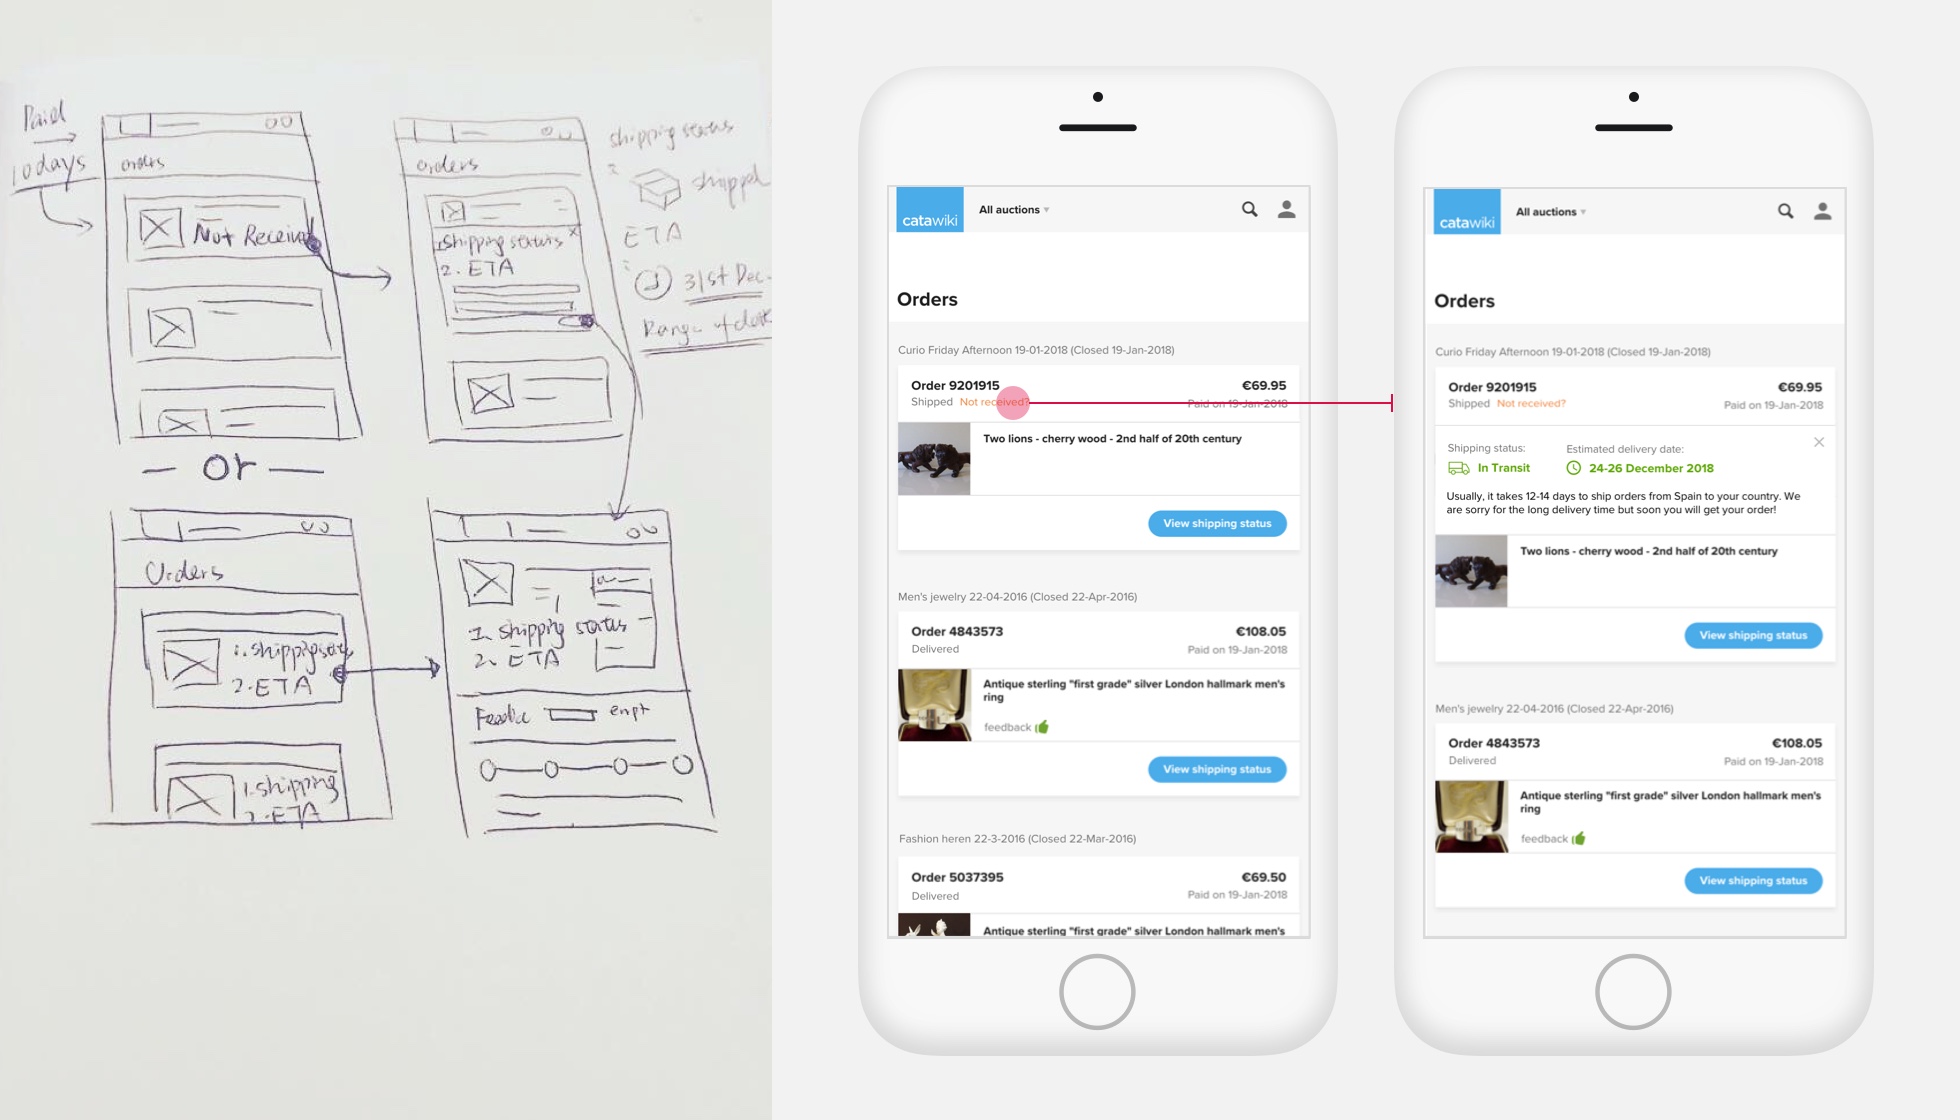 Paid
10 days
orders
Not Received
orders
1. shipping status
2. ETA
shipping status
shipped
ETA
31st Dec.
Range of date
- or -
Orders
1. shipping status
2. ETA
1. shipping
2. ETA
1. shipping status
2. ETA
catawiki
All auctions
Orders
Curio Friday Afternoon 19-01-2018 (Closed 19-Jan-2018)
Order 9201915
€69.95
Shipped Not received?
Paid on 19-Jan-2018
Two lions - cherry wood - 2nd half of 20th century
View shipping status
Men's jewelry 22-04-2016 (Closed 22-Apr-2016)
Order 4843573
€108.05
Delivered
Paid on 19-Jan-2018
Antique sterling "first grade" silver London hallmark men's
ring
feedback
View shipping status
Fashion heren 22-3-2016 (Closed 22-Mar-2016)
Order 5037395
€69.50
Delivered
Paid on 19-Jan-2018
Antique sterling "first grade" silver London hallmark men's
catawiki
All auctions
Orders
Curio Friday Afternoon 19-01-2018 (Closed 19-Jan-2018)
Order 9201915
€69.95
Shipped Not received?
Paid on 19-Jan-2018
Shipping status:
Estimated delivery date:
In Transit
24-26 December 2018
Usually, it takes 12-14 days to ship orders from Spain to your country. We
are sorry for the long delivery time but soon you will get your order!
Two lions - cherry wood - 2nd half of 20th century
View shipping status
Men's jewelry 22-04-2016 (Closed 22-Apr-2016)
Order 4843573
€108.05
Delivered
Paid on 19-Jan-2018
Antique sterling "first grade" silver London hallmark men's
ring
feedback
View shipping status